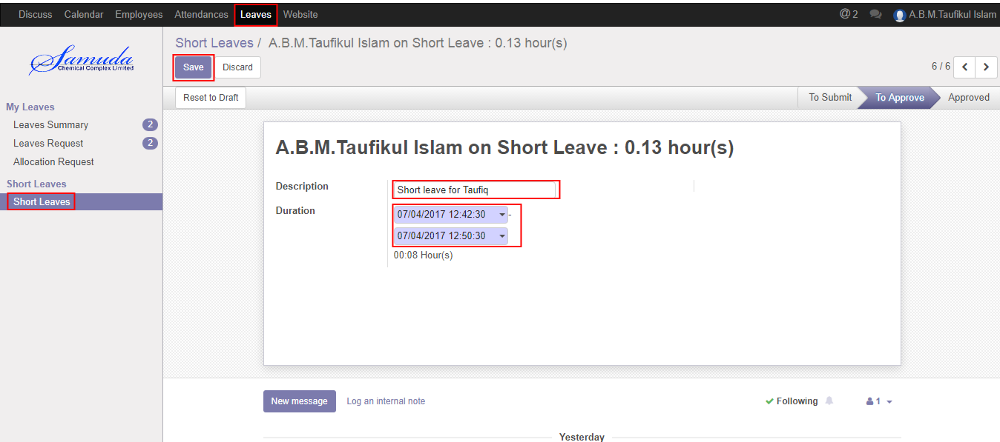 Discuss Calendar Employees Attendances Leaves Website @ 2 A.B.M.Taufikul Islam
Samuda
Chemical Complex Limited
Short Leaves / A.B.M.Taufikul Islam on Short Leave : 0.13 hour(s)
Save Discard
6 / 6
Reset to Draft
To Submit To Approve Approved
My Leaves
Leaves Summary 2
Leaves Request 2
Allocation Request
Short Leaves
Short Leaves
A.B.M.Taufikul Islam on Short Leave : 0.13 hour(s)
Description Short leave for Taufiq
Duration 07/04/2017 12:42:30 -
07/04/2017 12:50:30
00:08 Hour(s)
New message Log an internal note Following 1
Yesterday